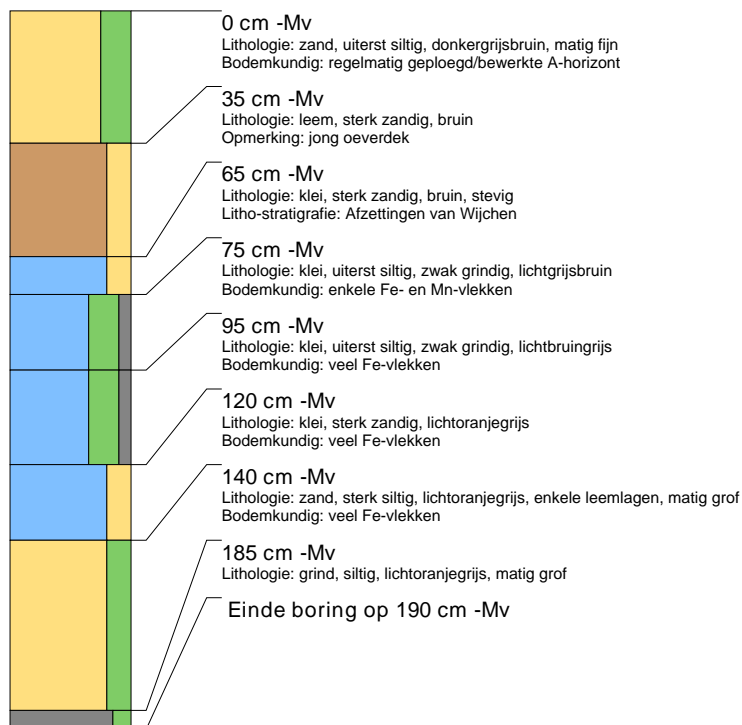 0 cm -Mv
Lithologie: zand, uiterst siltig, donkergrijsbruin, matig fijn
Bodemkundig: regelmatig geploegd/bewerkte A-horizont
35 cm -Mv
Lithologie: leem, sterk zandig, bruin
Opmerking: jong oeverdek
65 cm -Mv
Lithologie: klei, sterk zandig, bruin, stevig
Litho-stratigrafie: Afzettingen van Wijchen
75 cm -Mv
Lithologie: klei, uiterst siltig, zwak grindig, lichtgrijsbruin
Bodemkundig: enkele Fe- en Mn-vlekken
95 cm -Mv
Lithologie: klei, uiterst siltig, zwak grindig, lichtbruingrijs
Bodemkundig: veel Fe-vlekken
120 cm -Mv
Lithologie: klei, sterk zandig, lichtoranjegrijs
Bodemkundig: veel Fe-vlekken
140 cm -Mv
Lithologie: zand, sterk siltig, lichtoranjegrijs, enkele leemlagen, matig grof
Bodemkundig: veel Fe-vlekken
185 cm -Mv
Lithologie: grind, siltig, lichtoranjegrijs, matig grof
Einde boring op 190 cm -Mv